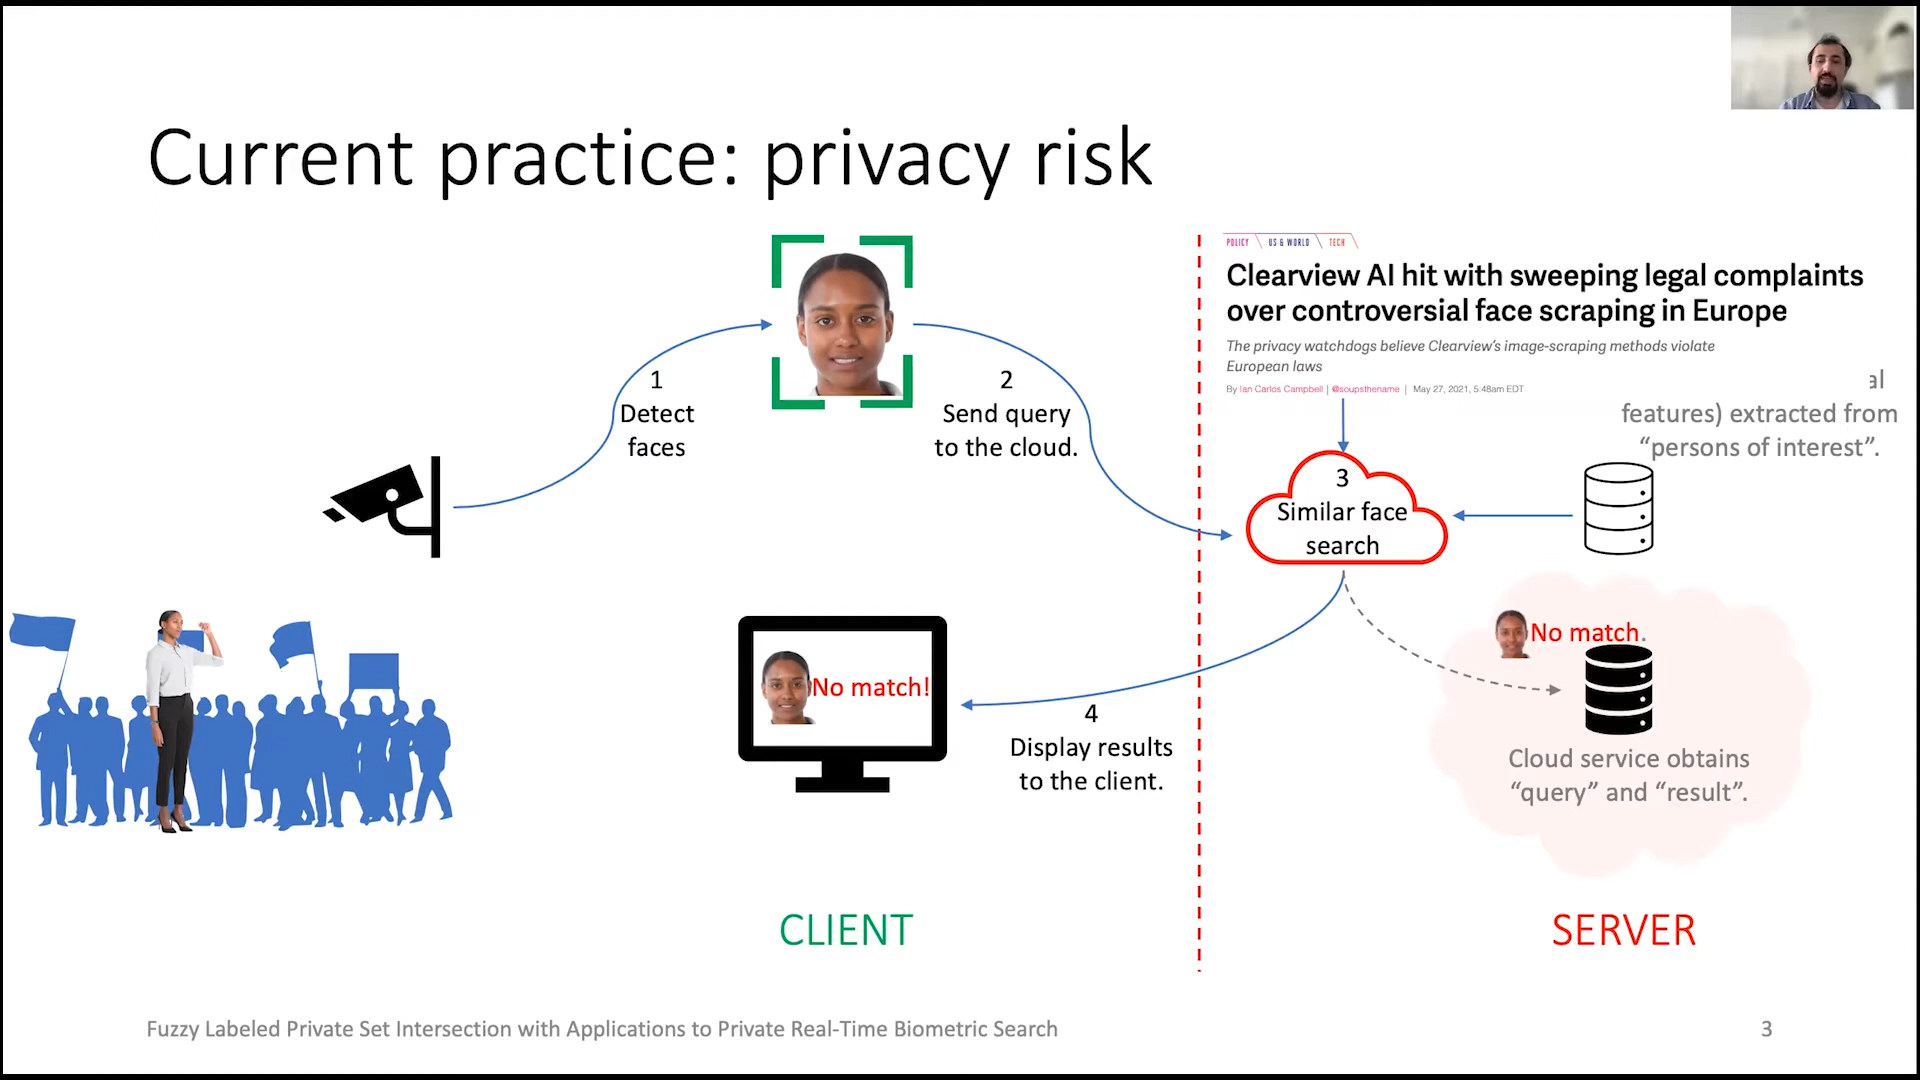 Current practice: privacy risk
POLICY US & WORLD TECH
Clearview AI hit with sweeping legal complaints
over controversial face scraping in Europe
The privacy watchdogs believe Clearview's image-scraping methods violate
European laws
By Ian Carlos Campbell | @soupsthename | May 27, 2021, 5:48am EDT
al
features) extracted from
“persons of interest”.
1
Detect
faces
2
Send query
to the cloud.
3
Similar face
search
No match.
Cloud service obtains
“query” and “result”.
No match!
4
Display results
to the client.
CLIENT
SERVER
Fuzzy Labeled Private Set Intersection with Applications to Private Real-Time Biometric Search
3